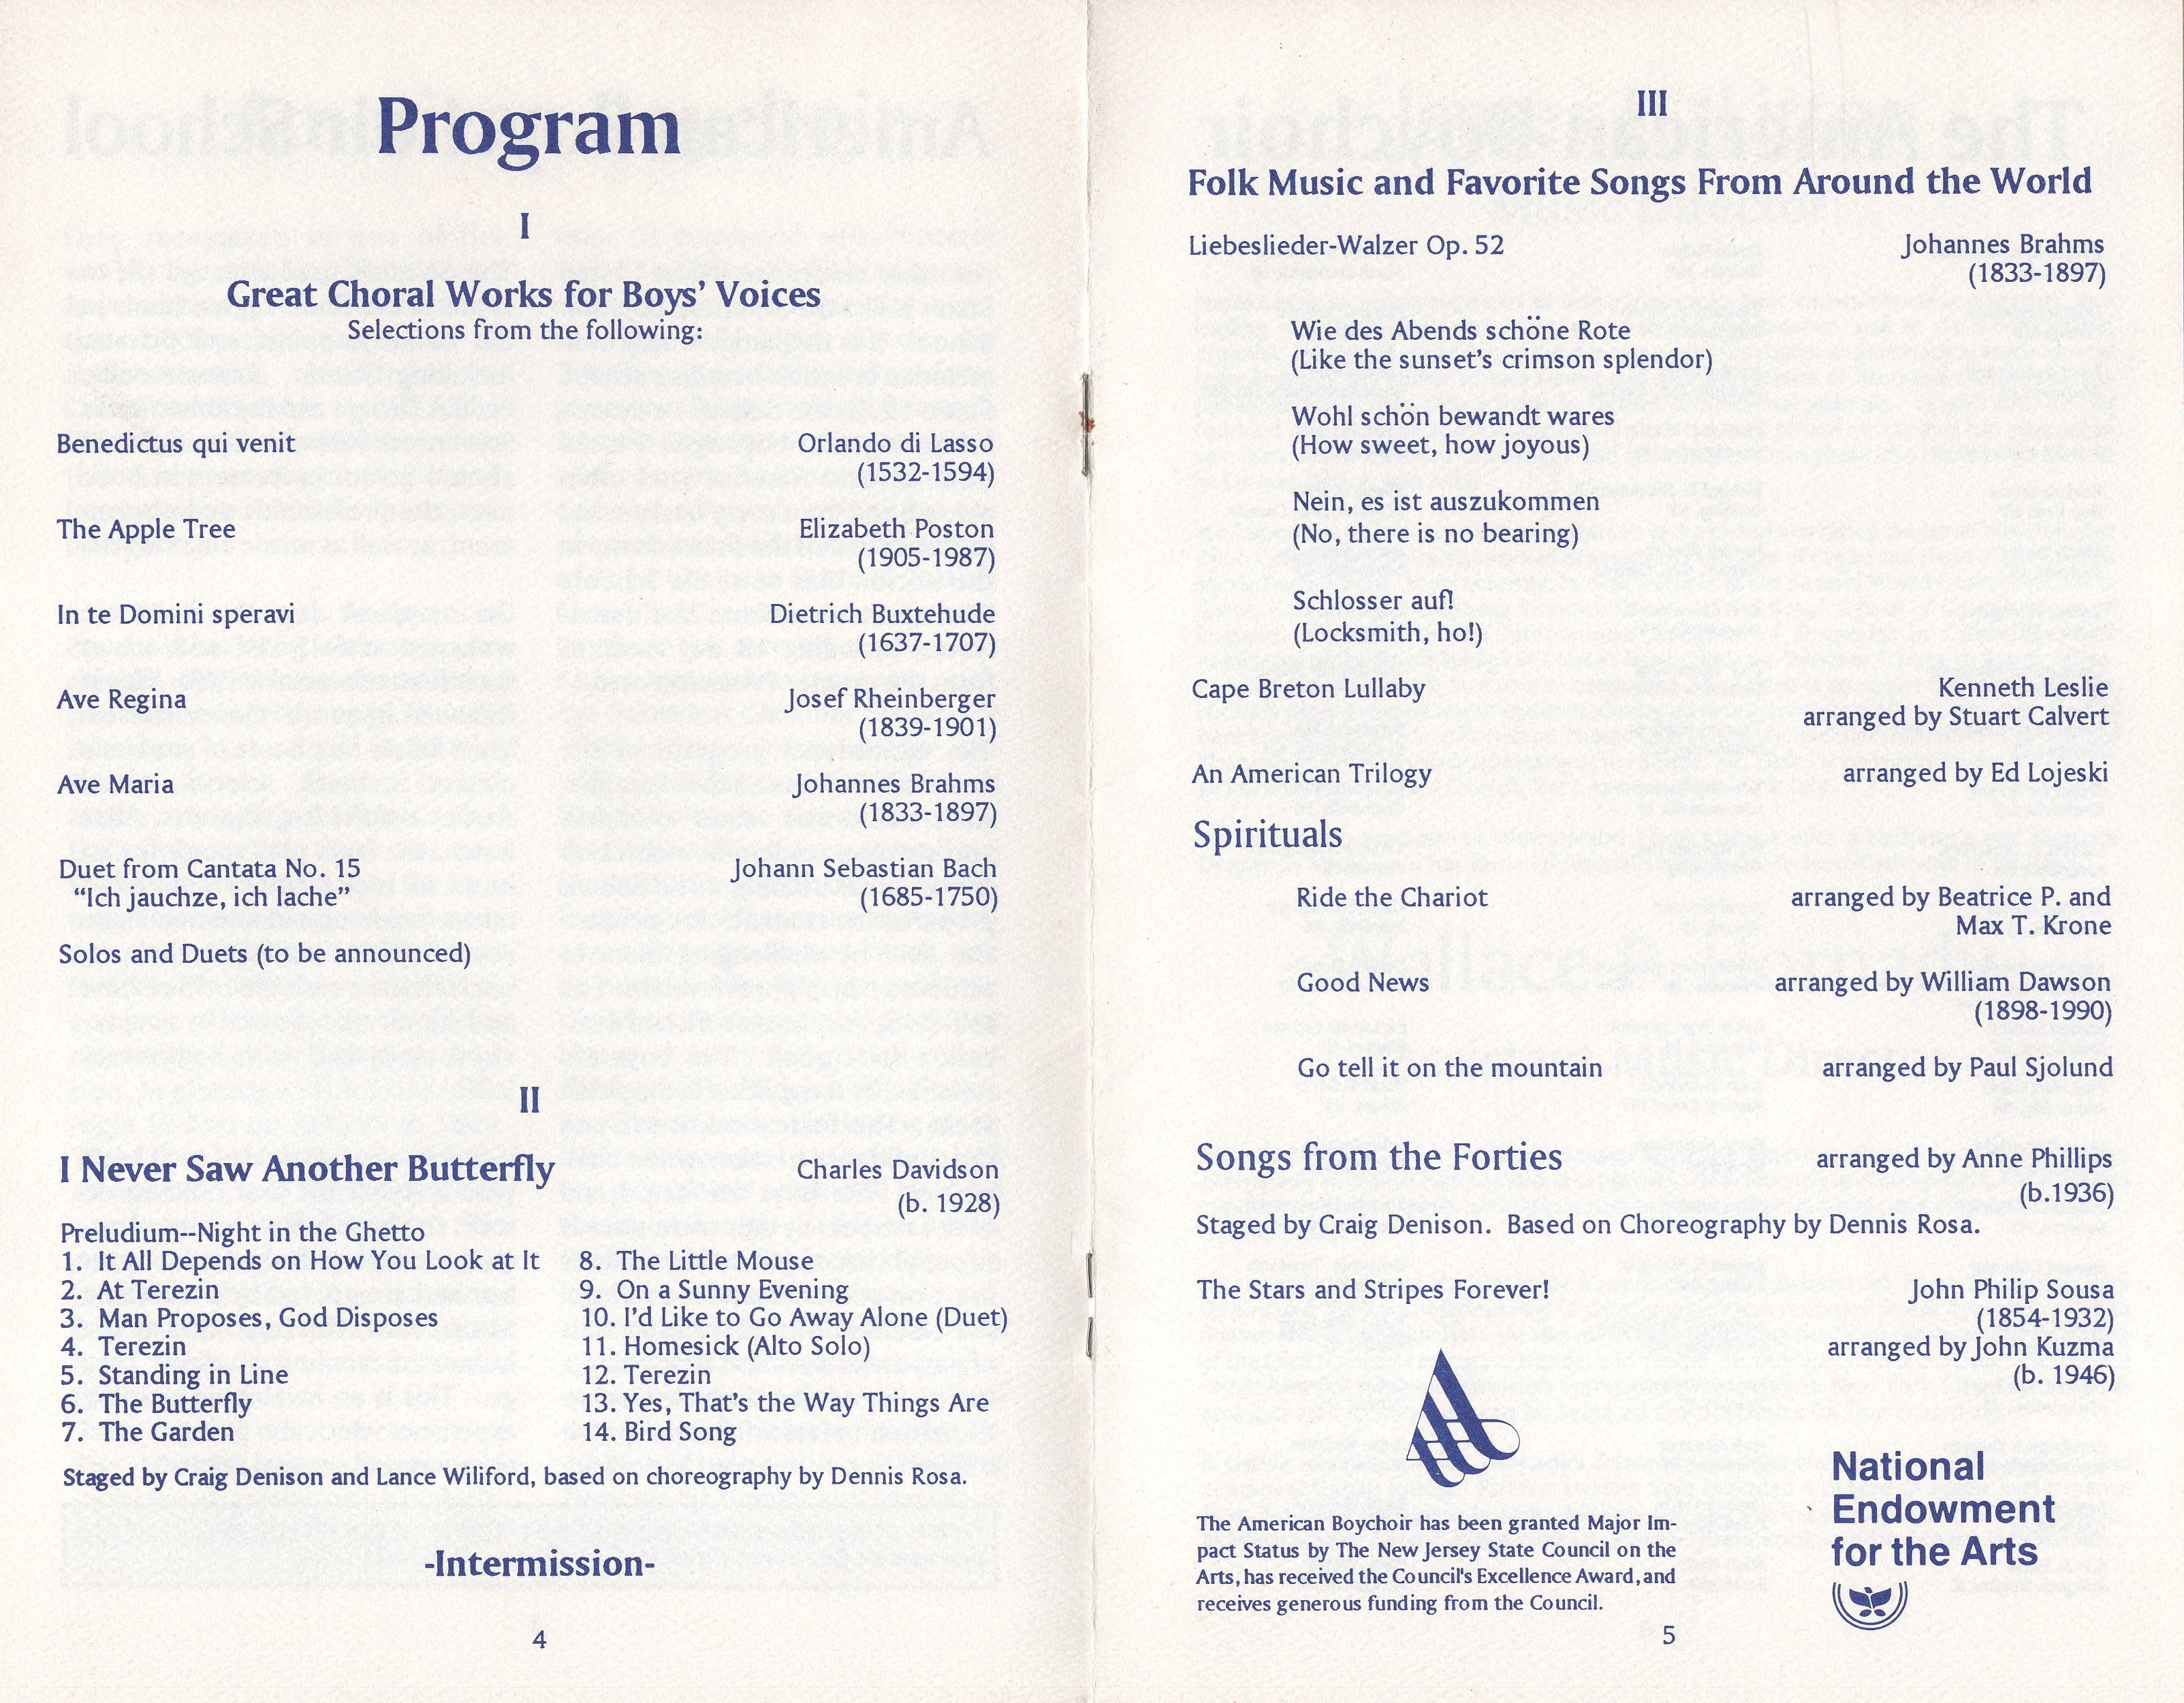 Program
I
Great Choral Works for Boys' Voices
Selections from the following:
Benedictus qui venit Orlando di Lasso
(1532-1594)
The Apple Tree Elizabeth Poston
(1905-1987)
In te Domini speravi Dietrich Buxtehude
(1637-1707)
Ave Regina Josef Rheinberger
(1839-1901)
Ave Maria Johannes Brahms
(1833-1897)
Duet from Cantata No. 15 Johann Sebastian Bach
“Ich jauchze, ich lache” (1685-1750)
Solos and Duets (to be announced)
II
I Never Saw Another Butterfly Charles Davidson
(b. 1928)
Preludium--Night in the Ghetto
1. It All Depends on How You Look at It 8. The Little Mouse
2. At Terezin 9. On a Sunny Evening
3. Man Proposes, God Disposes 10. I'd Like to Go Away Alone (Duet)
4. Terezin 11. Homesick (Alto Solo)
5. Standing in Line 12. Terezin
6. The Butterfly 13. Yes, That's the Way Things Are
7. The Garden 14. Bird Song
Staged by Craig Denison and Lance Wiliford, based on choreography by Dennis Rosa.
-Intermission-
4
III
Folk Music and Favorite Songs From Around the World
Liebeslieder-Walzer Op. 52 Johannes Brahms
(1833-1897)
Wie des Abends schöne Rote
(Like the sunset's crimson splendor)
Wohl schön bewandt wares
(How sweet, how joyous)
Nein, es ist auszukommen
(No, there is no bearing)
Schlosser auf!
(Locksmith, ho!)
Cape Breton Lullaby Kenneth Leslie
arranged by Stuart Calvert
An American Trilogy arranged by Ed Lojeski
Spirituals
Ride the Chariot arranged by Beatrice P. and
Max T. Krone
Good News arranged by William Dawson
(1898-1990)
Go tell it on the mountain arranged by Paul Sjolund
Songs from the Forties arranged by Anne Phillips
(b.1936)
Staged by Craig Denison. Based on Choreography by Dennis Rosa.
The Stars and Stripes Forever! John Philip Sousa
(1854-1932)
arranged by John Kuzma
(b. 1946)
The American Boychoir has been granted Major Im-
pact Status by The New Jersey State Council on the
Arts, has received the Council's Excellence Award, and
receives generous funding from the Council.
National
Endowment
for the Arts
5